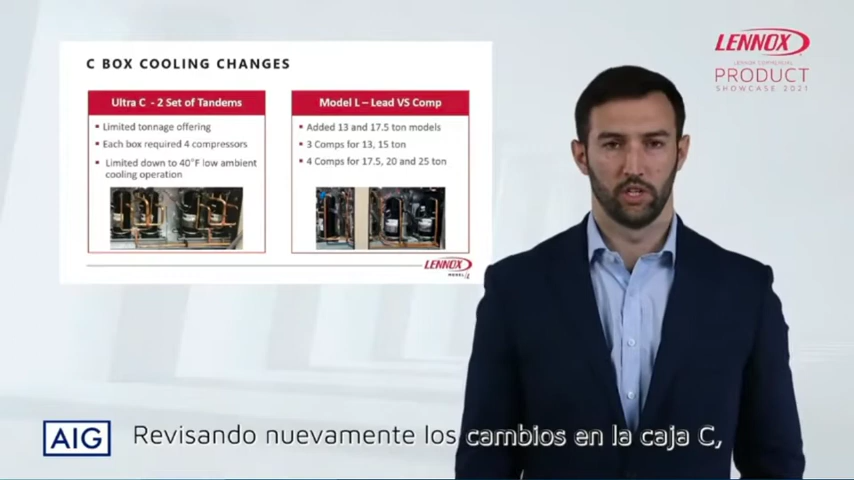 C BOX COOLING CHANGES
Ultra C - 2 Set of Tandems
Limited tonnage offering
Each box required 4 compressors
Limited down to 40°F low ambient
cooling operation
Model L – Lead VS Comp
Added 13 and 17.5 ton models
3 Comps for 13, 15 ton
4 Comps for 17.5, 20 and 25 ton
LENNOX
MODEL L
LENNOX
LENNOX COMMERCIAL
PRODUCT
SHOWCASE 2021
AIG
Revisando nuevamente los cambios en la caja C,